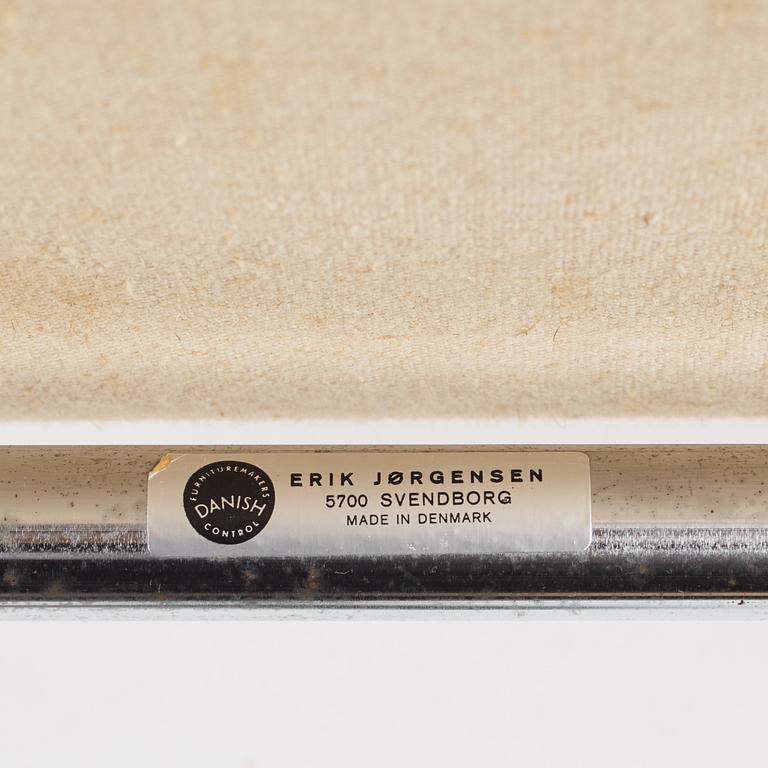 FURNITUREMAKERS
DANISH
CONTROL
ERIK JØRGENSEN
5700 SVENDBORG
MADE IN DENMARK